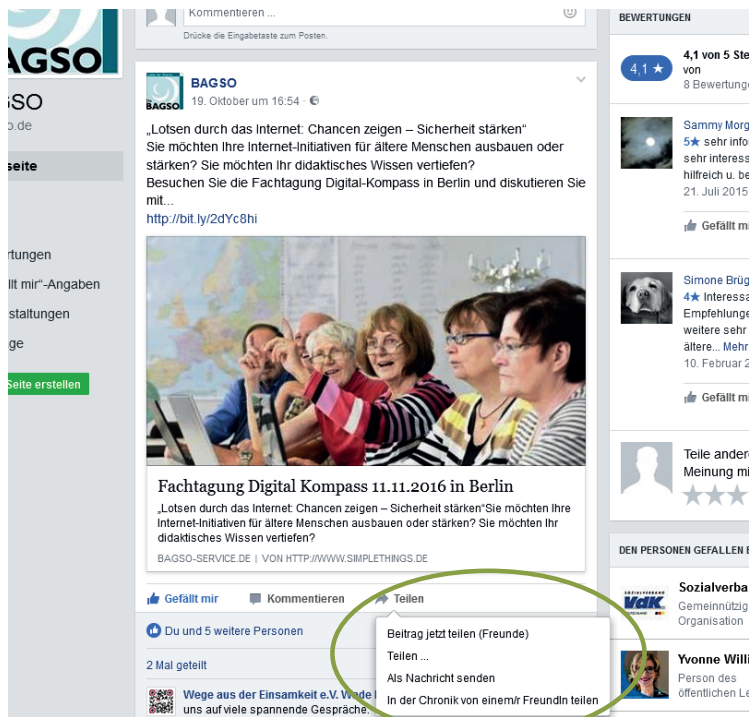 Kommentieren ...
Drücke die Eingabetaste zum Posten.
BAGSO
19. Oktober um 16:54 ·
„Lotsen durch das Internet: Chancen zeigen – Sicherheit stärken“
Sie möchten Ihre Internet-Initiativen für ältere Menschen ausbauen oder
stärken? Sie möchten Ihr didaktisches Wissen vertiefen?
Besuchen Sie die Fachtagung Digital-Kompass in Berlin und diskutieren Sie
mit...
http://bit.ly/2dYc8hi
Fachtagung Digital Kompass 11.11.2016 in Berlin
„Lotsen durch das Internet: Chancen zeigen – Sicherheit stärken“Sie möchten Ihre
Internet-Initiativen für ältere Menschen ausbauen oder stärken? Sie möchten Ihr
didaktisches Wissen vertiefen?
BAGSO-SERVICE.DE | VON HTTP://WWW.SIMPLETHINGS.DE
Gefällt mir Kommentieren Teilen
Du und 5 weitere Personen
2 Mal geteilt
Wege aus der Einsamkeit e.V. Wade
uns auf viele spannende Gespräche.
Beitrag jetzt teilen (Freunde)
Teilen ...
Als Nachricht senden
In der Chronik von einem/r FreundIn teilen
AGSO
SO
o.de
seite
rtungen
llt mir“-Angaben
staltungen
ge
Seite erstellen
BAGSO
BEWERTUNGEN
4,1 ★
4,1 von 5 Ste
von
8 Bewertunge
Sammy Morg
5★ sehr info
sehr interess
hilfreich u. be
21. Juli 2015
Gefällt mi
Simone Brüg
4★ Interessa
Empfehlunge
weitere sehr
ältere... Mehr
10. Februar 2
Gefällt mi
Teile andere
Meinung mi
DEN PERSONEN GEFALLEN
VdK
Sozialverba
Gemeinnützig
Organisation
Yvonne Willi
Person des
öffentlichen Le